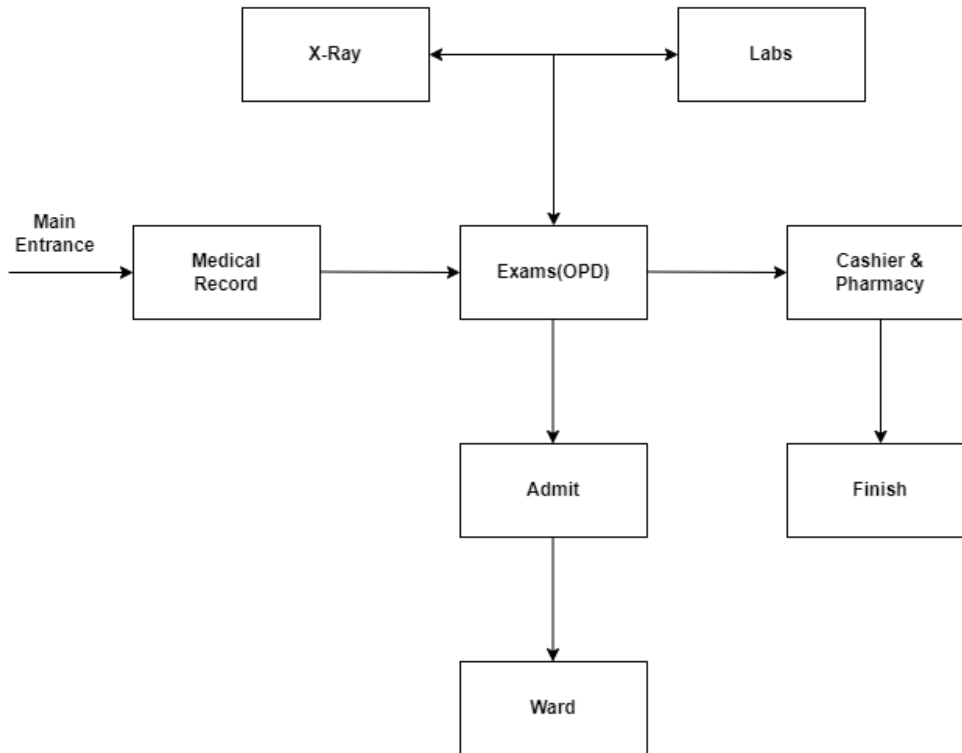 X-Ray
Labs
Main
Entrance
Medical
Record
Exams(OPD)
Cashier &
Pharmacy
Admit
Finish
Ward